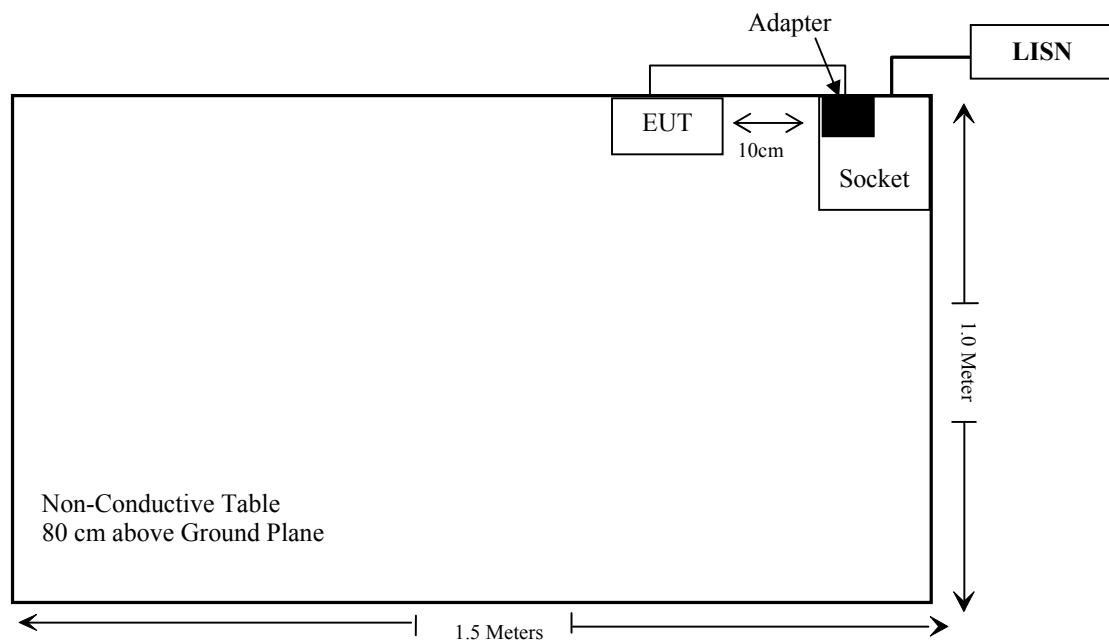 Adapter
LISN
EUT
10cm
Socket
1.0 Meter
Non-Conductive Table
80 cm above Ground Plane
1.5 Meters